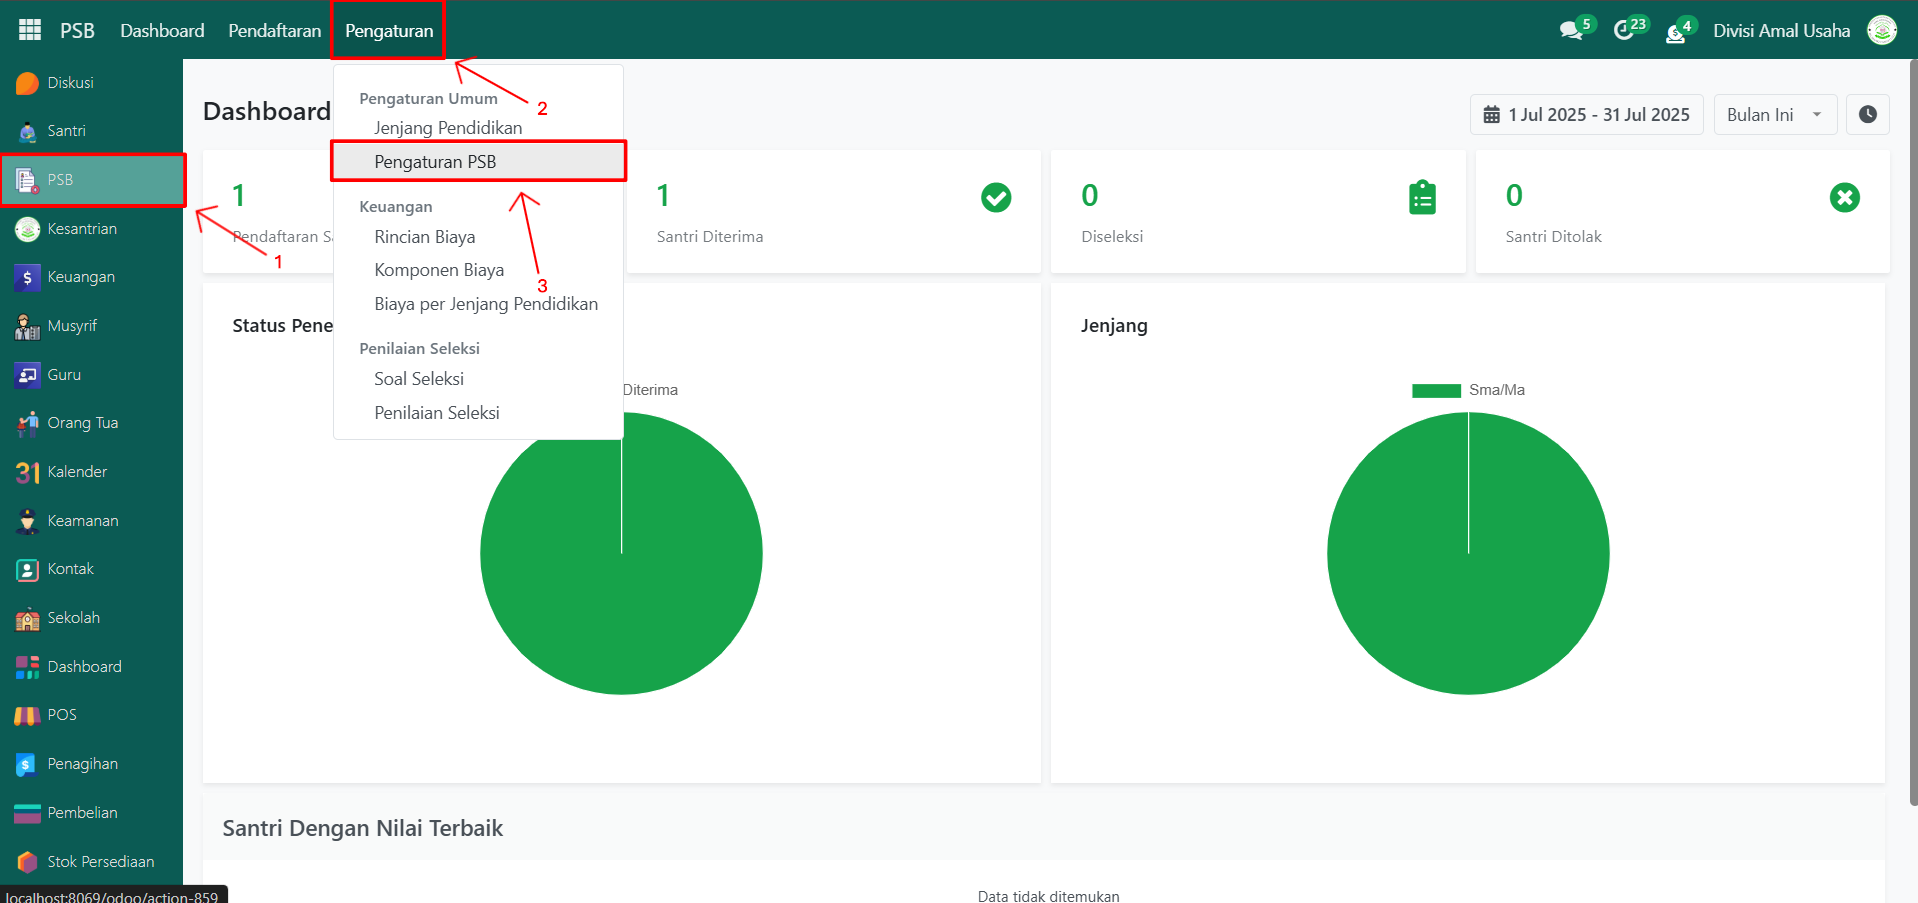 PSB Dashboard Pendaftaran Pengaturan 5 23 4 Divisi Amal Usaha
Diskusi
Santri
PSB
Kesantrian
Keuangan
Musyrif
Guru
Orang Tua
Kalender
Keamanan
Kontak
Sekolah
Dashboard
POS
Penagihan
Pembelian
Stok Persediaan
localhost:8069/odoo/action-859
1
2
3
Pengaturan Umum
Jenjang Pendidikan
Pengaturan PSB
Keuangan
Rincian Biaya
Komponen Biaya
Biaya per Jenjang Pendidikan
Penilaian Seleksi
Soal Seleksi
Penilaian Seleksi
Dashboard
1 Jul 2025 - 31 Jul 2025 Bulan Ini
1
Pendaftaran Sa
1
Santri Diterima
0
Diseleksi
0
Santri Ditolak
Status Pene
Diterima
Jenjang
Sma/Ma
Santri Dengan Nilai Terbaik
Data tidak ditemukan